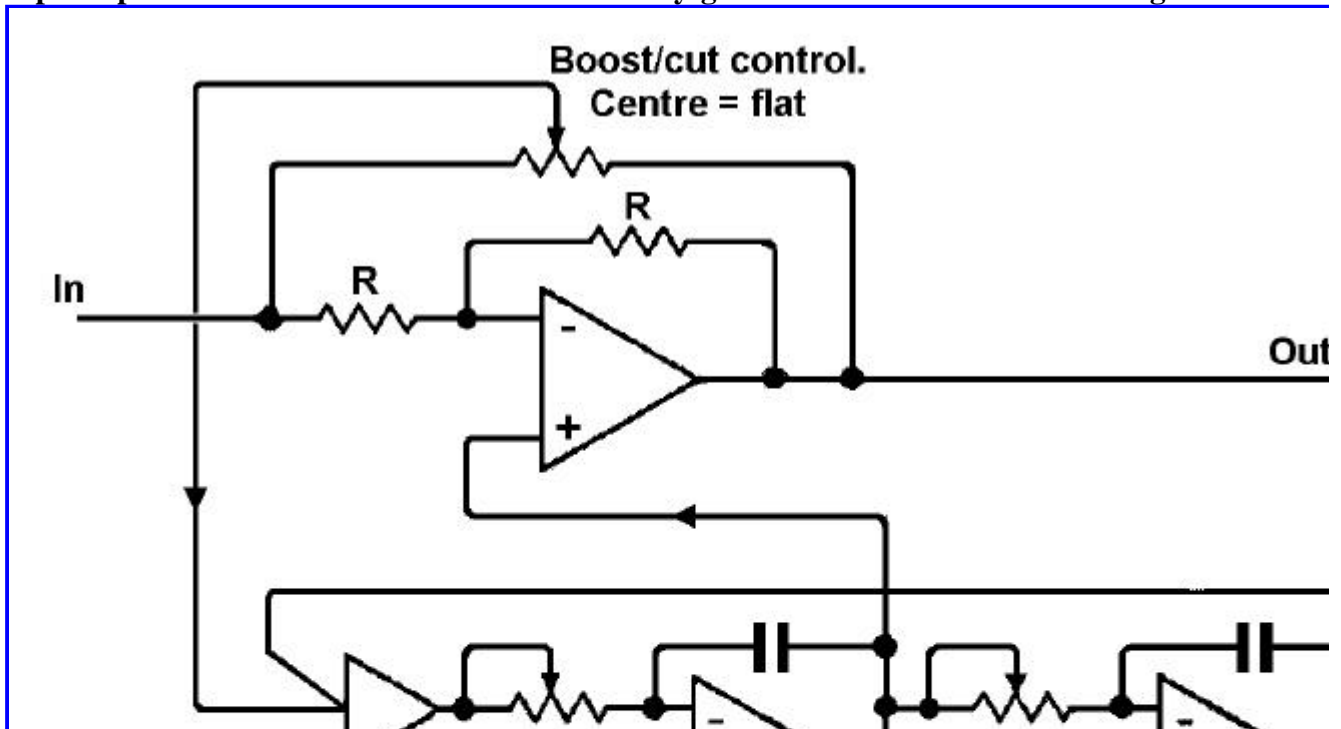 Boost/cut control.
Centre = flat
R
R
In
-
Out
+
-
-